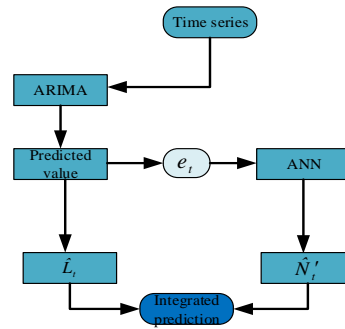 Time series
ARIMA
Predicted
value
e_t
ANN
L̂_t
N̂_t′
Integrated
prediction